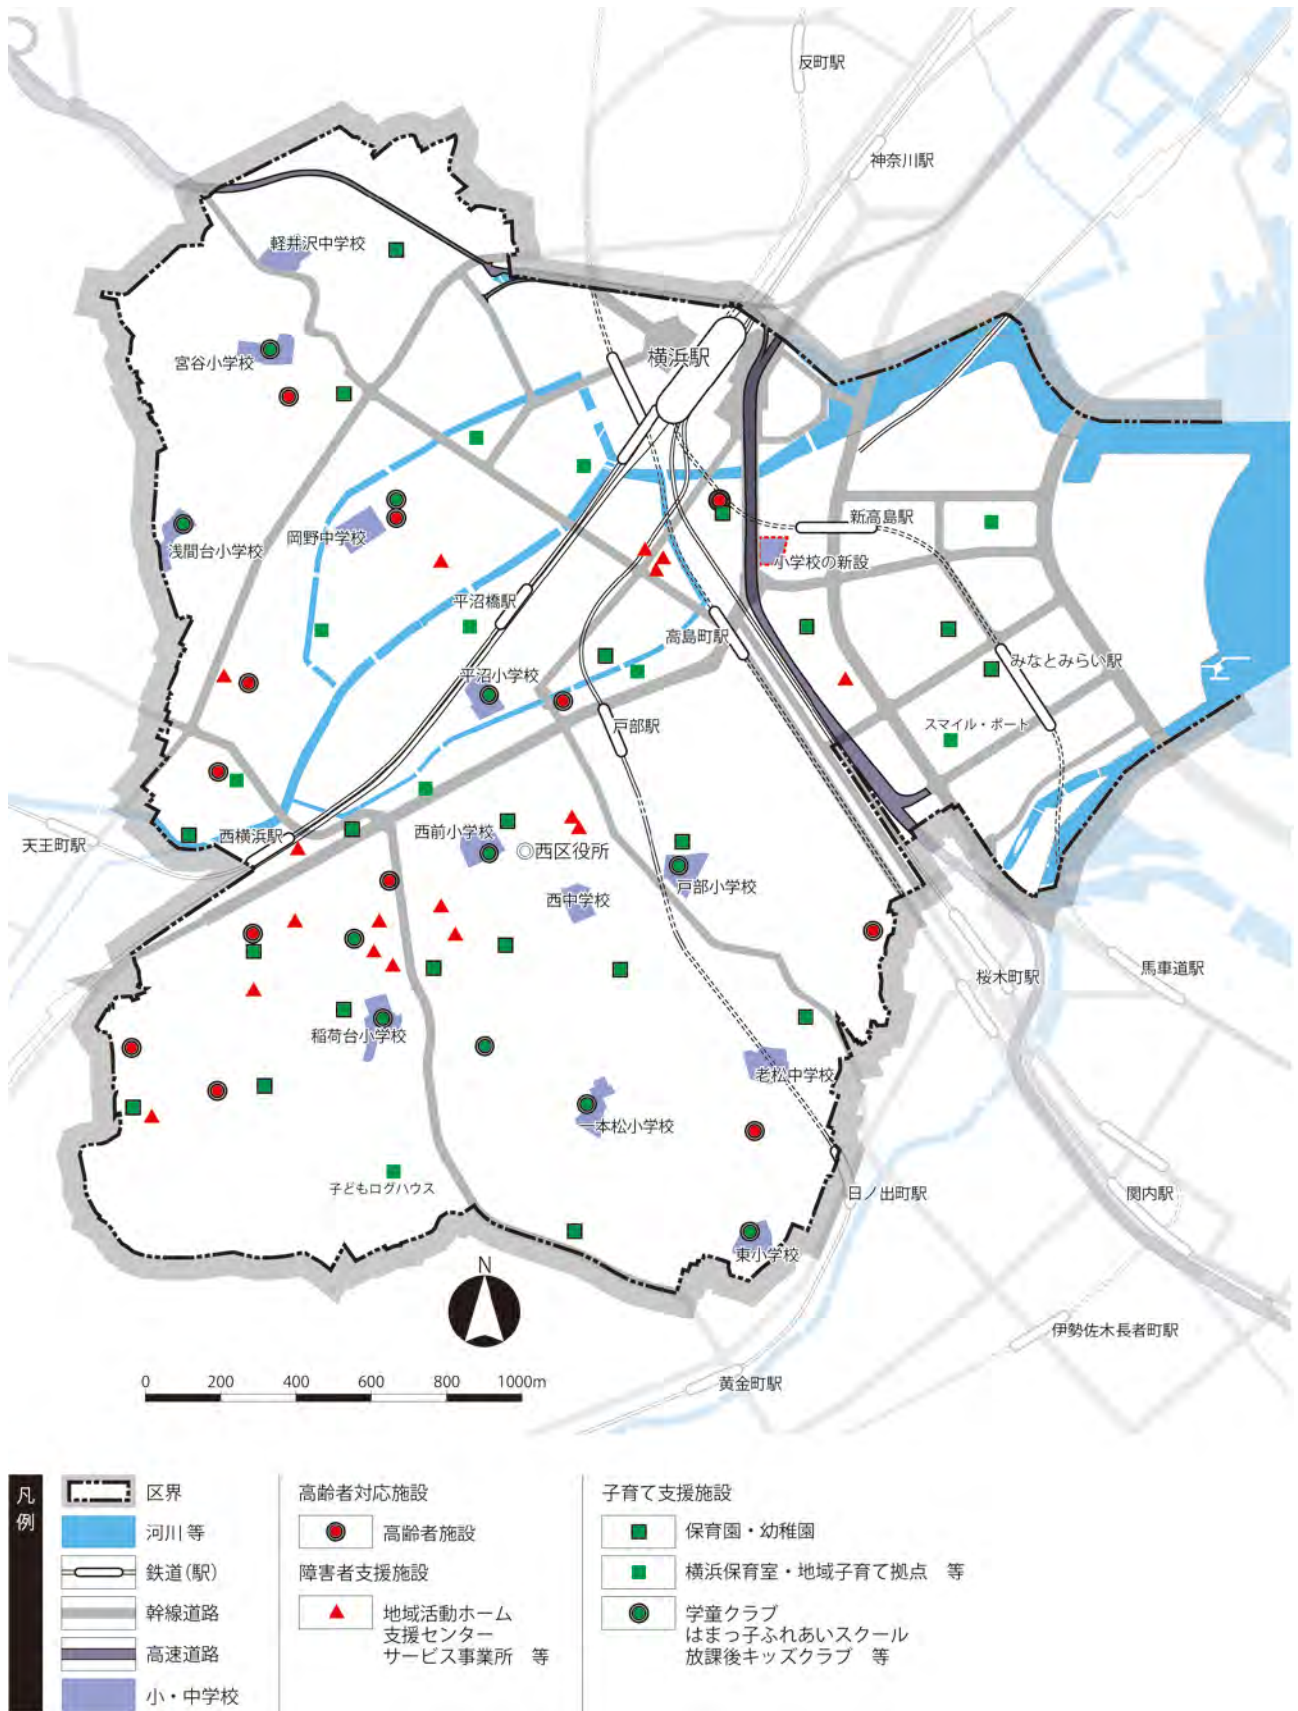 反町駅
神奈川駅
軽井沢中学校
横浜駅
宮谷小学校
新高島駅
岡野中学校
浅間台小学校
小学校の新設
平沼橋駅
高島町駅
みなとみらい駅
平沼小学校
戸部駅
スマイル・ポート
西横浜駅
西前小学校
天王町駅
◎西区役所
戸部小学校
西中学校
馬車道駅
桜木町駅
稲荷台小学校
老松中学校
一本松小学校
子どもログハウス
日ノ出町駅
関内駅
東小学校
N
伊勢佐木長者町駅
黄金町駅
0 200 400 600 800 1000m
凡例
区界
河川等
鉄道(駅)
幹線道路
高速道路
小・中学校
高齢者対応施設
高齢者施設
障害者支援施設
地域活動ホーム
支援センター
サービス事業所 等
子育て支援施設
保育園・幼稚園
横浜保育室・地域子育て拠点 等
学童クラブ
はまっ子ふれあいスクール
放課後キッズクラブ 等